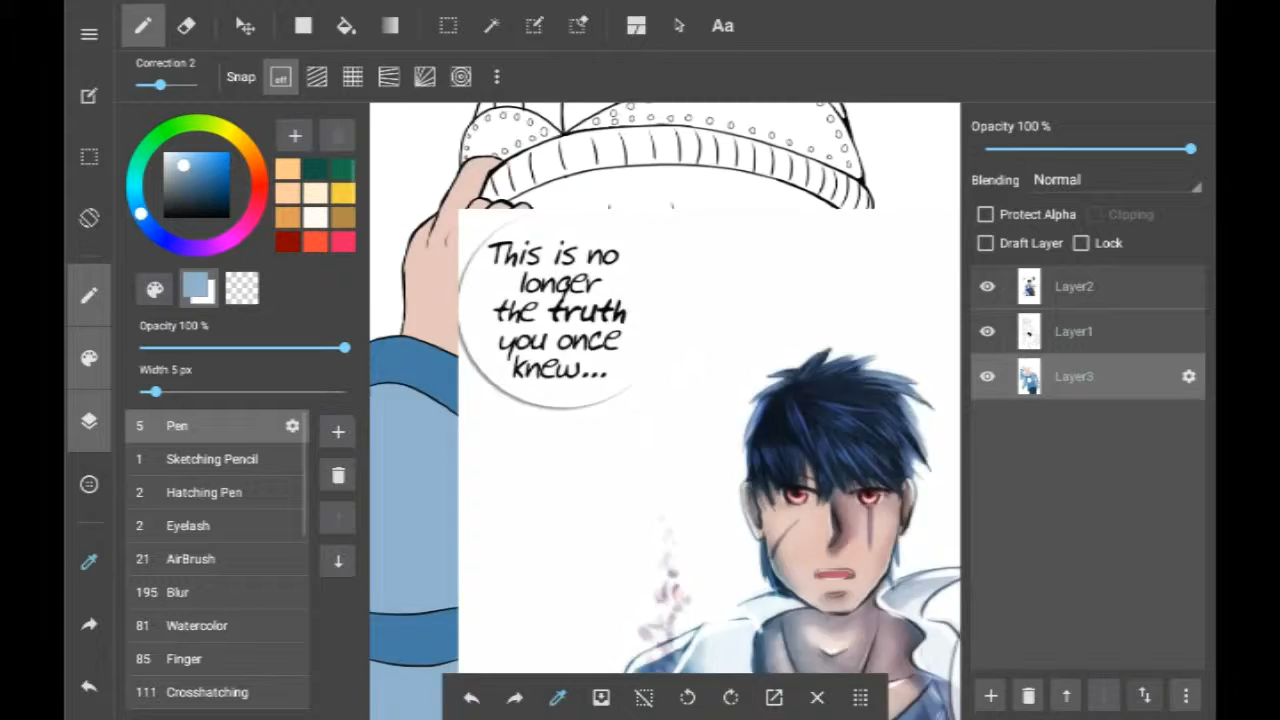 Aa
Correction 2
Snap
off
Opacity 100 %
Blending Normal
Protect Alpha Clipping
Draft Layer Lock
Layer2
Layer1
Layer3
Opacity 100 %
Width 5 px
5 Pen
1 Sketching Pencil
2 Hatching Pen
2 Eyelash
21 AirBrush
195 Blur
81 Watercolor
85 Finger
111 Crosshatching
This is no
longer
the truth
you once
knew...